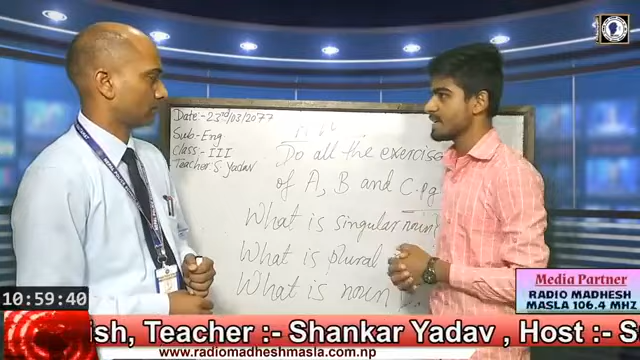 Date:-23rd/03/2077
Sub-Eng.
Class:-III
Teacher S. Yadav
Do all the exercise
of A, B and C. Pg
What is singular noun?
What is plural
What is noun
10:59:40
Media Partner
RADIO MADHESH
MASLA 106.4 MHZ
ish, Teacher :- Shankar Yadav , Host :- S
www.radiomadheshmasla.com.np